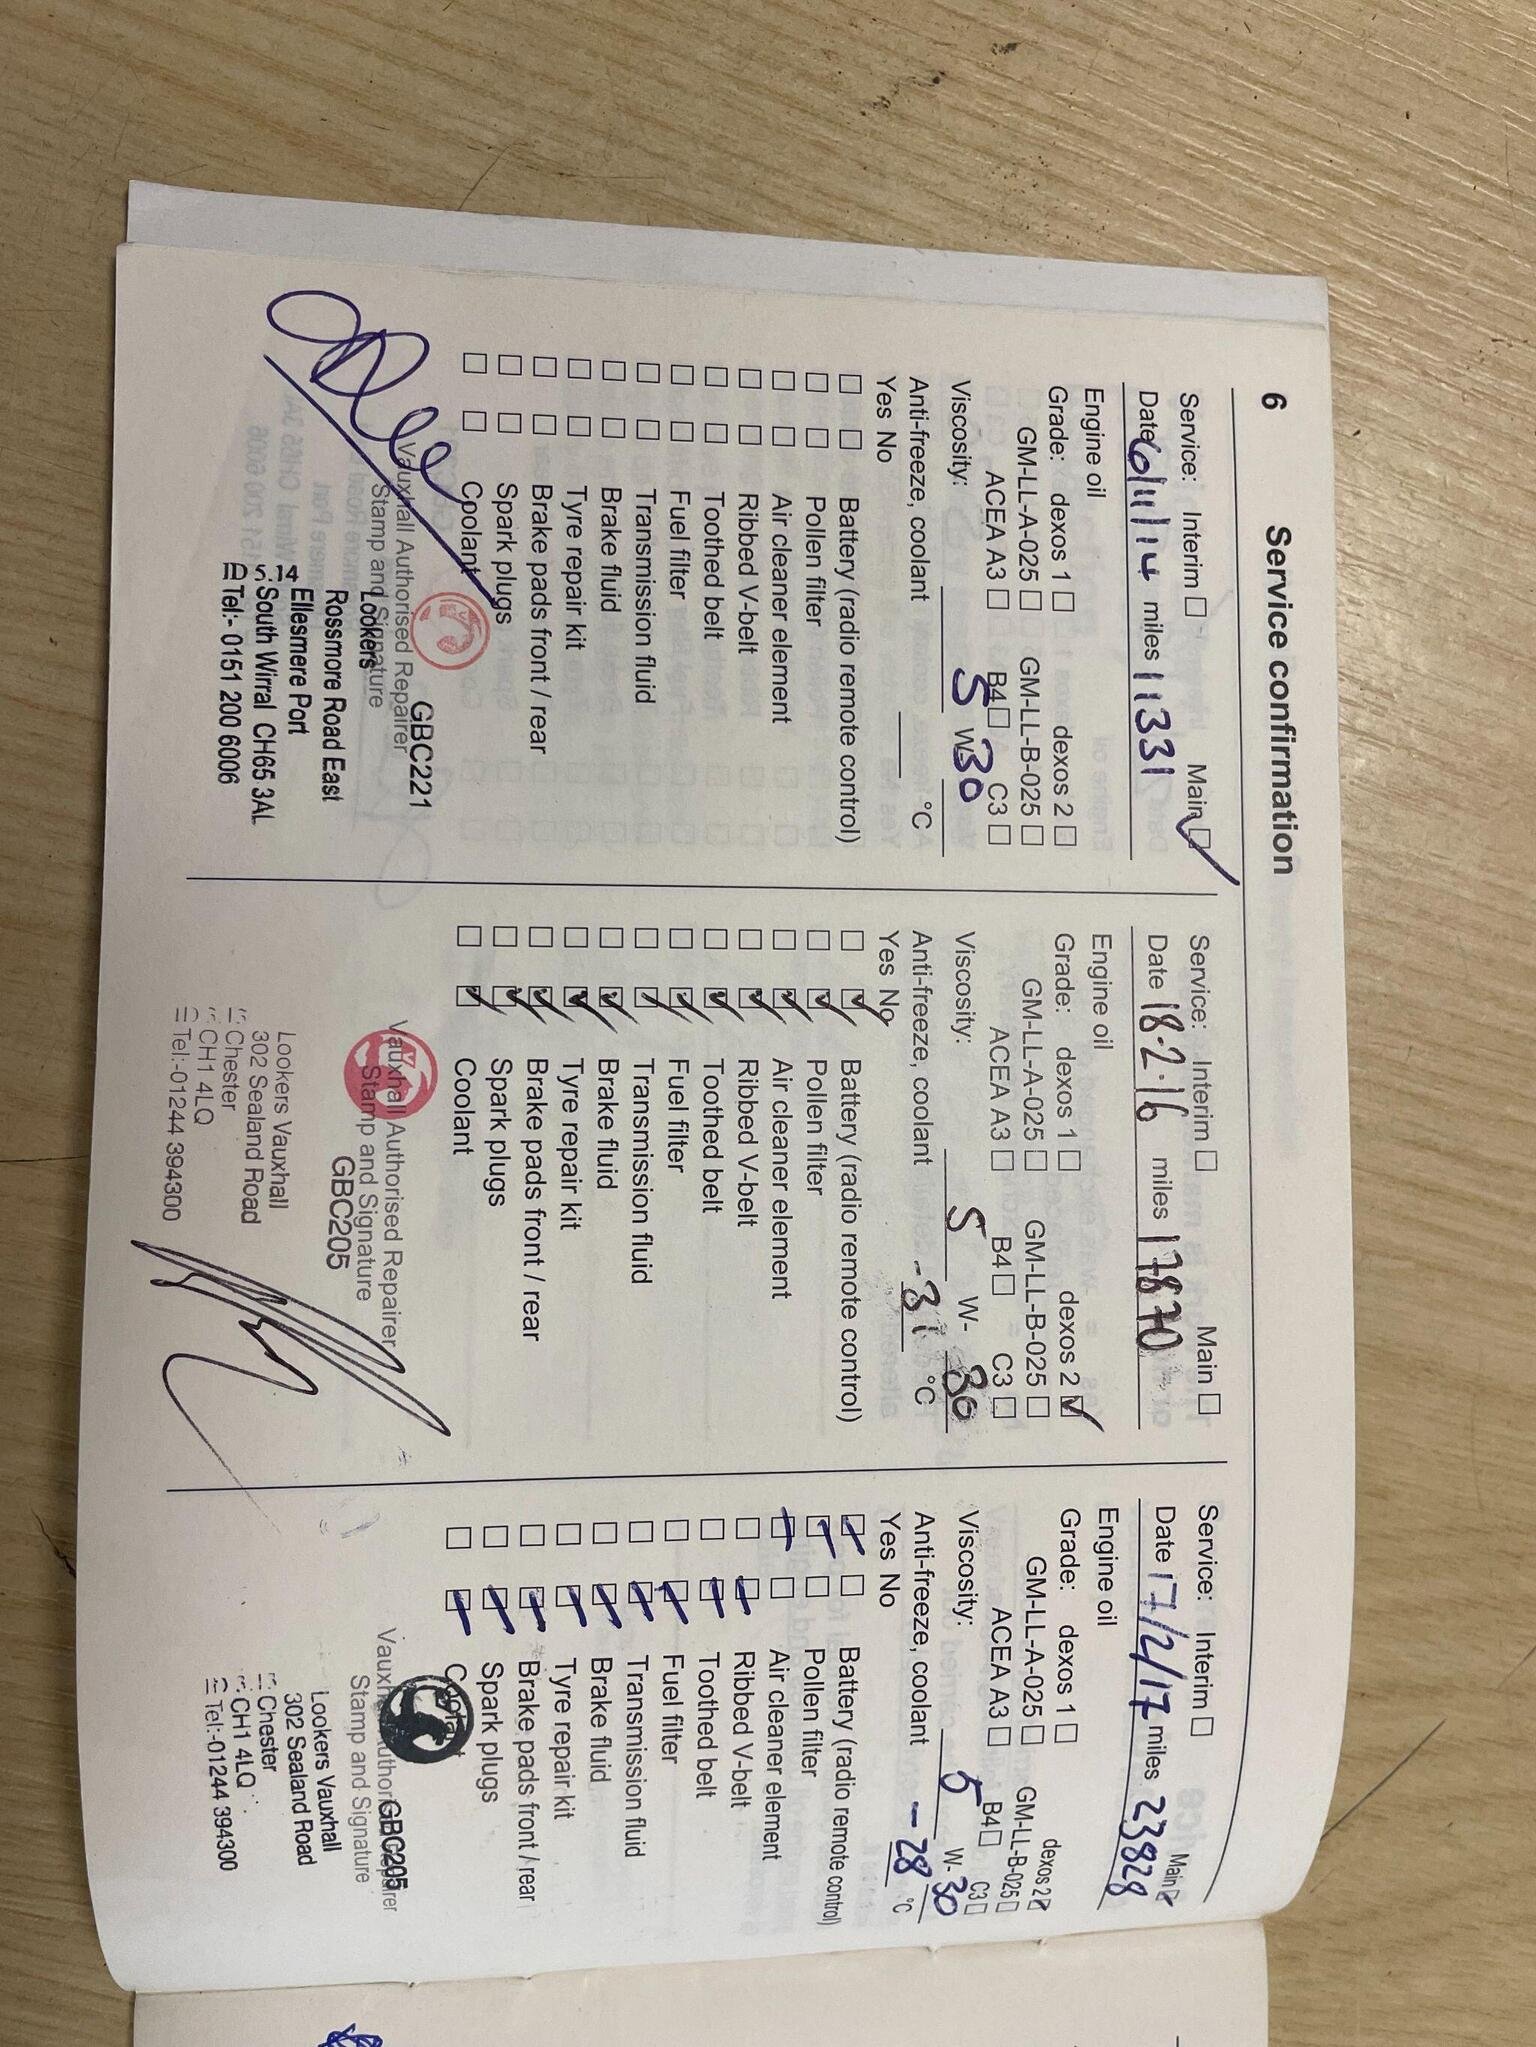 6 Service confirmation
Service: Interim Main
Date miles 11331
Engine oil
Grade: dexos 1 dexos 2
GM-LL-A-025 GM-LL-B-025
ACEA A3 B4 C3
Viscosity: 5 W-30
Anti-freeze, coolant °C
Yes No
Battery (radio remote control)
Pollen filter
Air cleaner element
Ribbed V-belt
Toothed belt
Fuel filter
Transmission fluid
Brake fluid
Tyre repair kit
Brake pads front / rear
Spark plugs
Coolant
Vauxhall Authorised Repairer
Stamp and Signature
GBC221
Lookers
Rossmore Road East
Ellesmere Port
South Wirral CH65 3AL
Tel:- 0151 200 6006
Service: Interim Main
Date 18.2.16 miles 17870
Engine oil
Grade: dexos 1 dexos 2
GM-LL-A-025 GM-LL-B-025
ACEA A3 B4 C3
Viscosity: 5 W-30
Anti-freeze, coolant -31 °C
Yes No
Battery (radio remote control)
Pollen filter
Air cleaner element
Ribbed V-belt
Toothed belt
Fuel filter
Transmission fluid
Brake fluid
Tyre repair kit
Brake pads front / rear
Spark plugs
Coolant
Vauxhall Authorised Repairer
Stamp and Signature
GBC205
Lookers Vauxhall
302 Sealand Road
Chester
CH1 4LQ
Tel:-01244 394300
Service: Interim Main
Date 17/2/17 miles 23828
Engine oil
Grade: dexos 1 dexos 2
GM-LL-A-025 GM-LL-B-025
ACEA A3 B4 C3
Viscosity: 5 W-30
Anti-freeze, coolant -28 °C
Yes No
Battery (radio remote control)
Pollen filter
Air cleaner element
Ribbed V-belt
Toothed belt
Fuel filter
Transmission fluid
Brake fluid
Tyre repair kit
Brake pads front / rear
Spark plugs
Coolant
Vauxhall Authorised Repairer
Stamp and Signature
GBC205
Lookers Vauxhall
302 Sealand Road
Chester
CH1 4LQ
Tel:-01244 394300